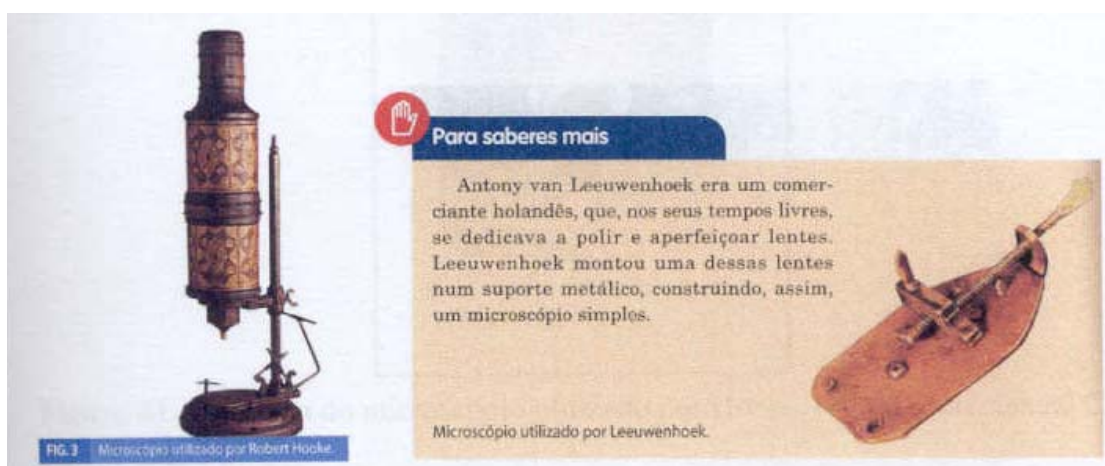 Para saberes mais
Antony van Leeuwenhoek era um comer-
ciante holandês, que, nos seus tempos livres,
se dedicava a polir e aperfeiçoar lentes.
Leeuwenhoek montou uma dessas lentes
num suporte metálico, construindo, assim,
um microscópio simples.
Microscópio utilizado por Leeuwenhoek.
FIG. 3 Microscópio utilizado por Robert Hooke.